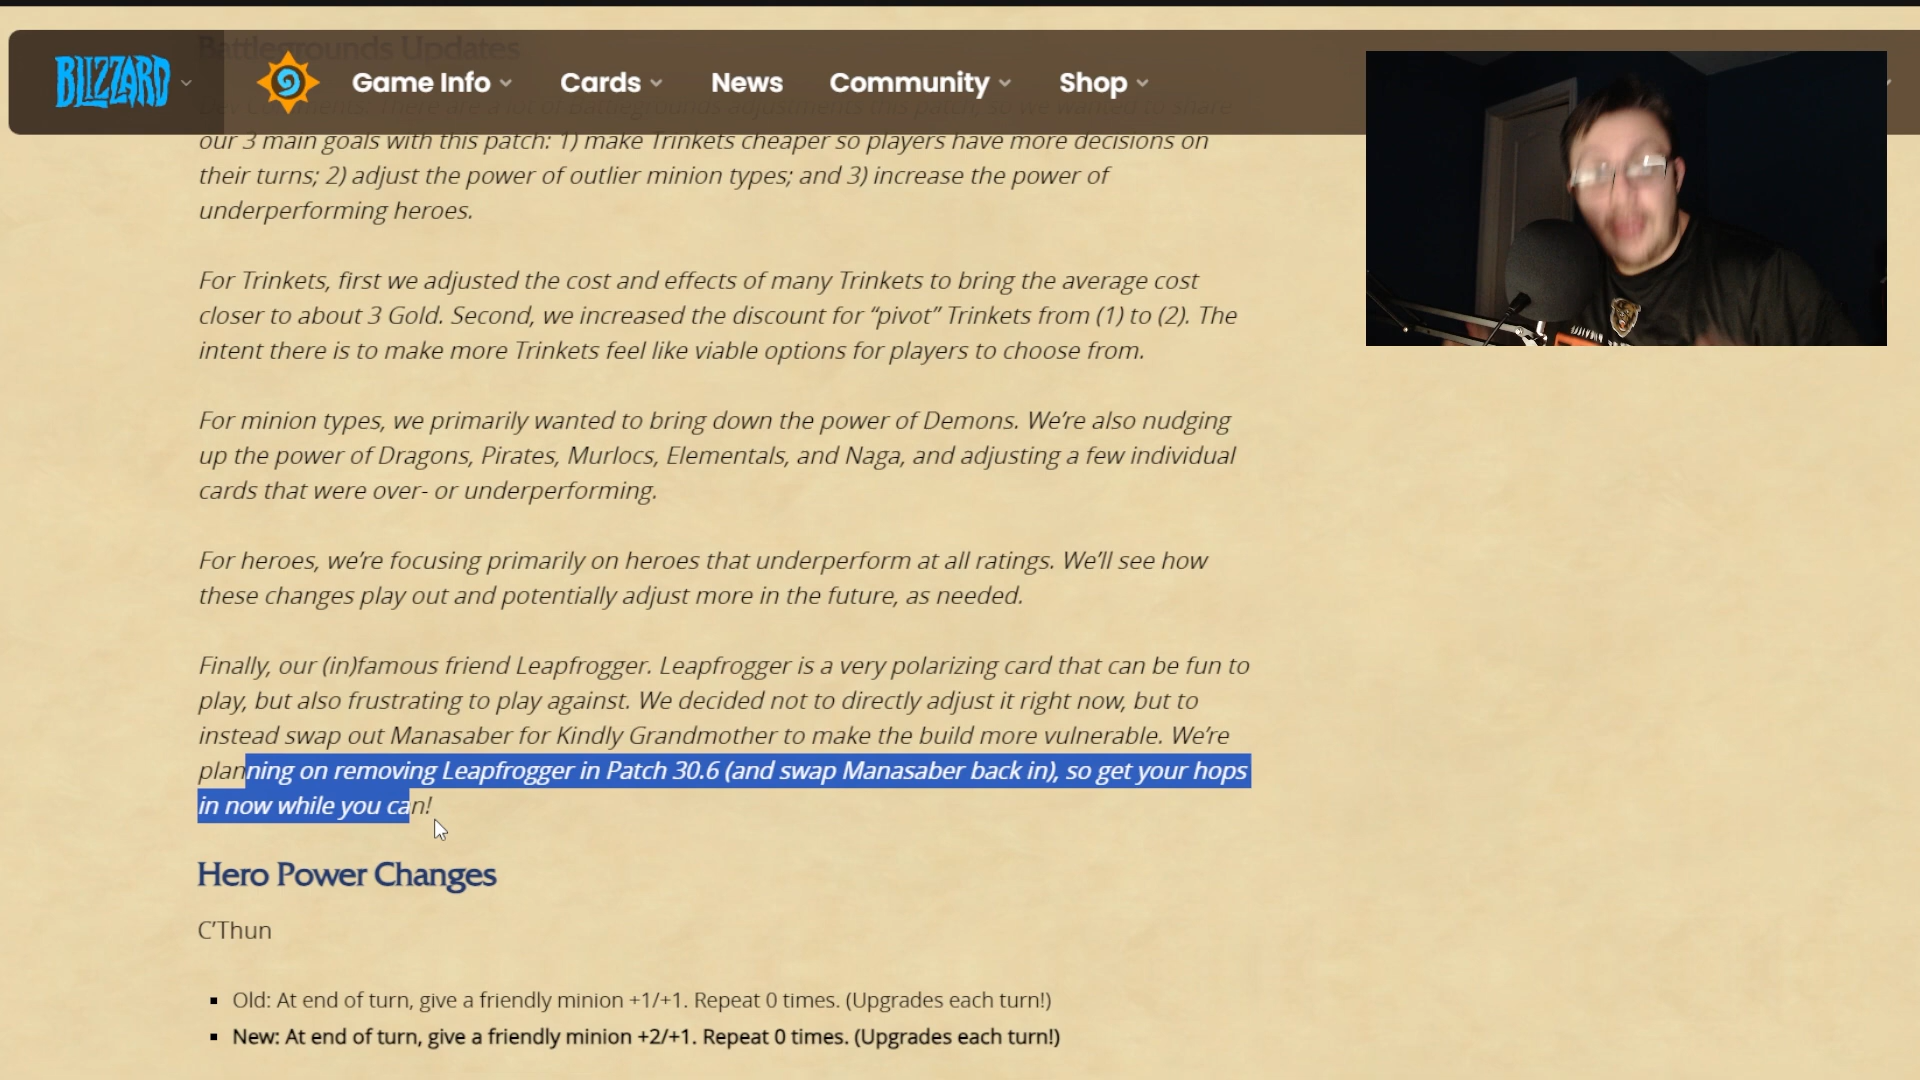 Battlegrounds Updates
BLIZZARD
Game Info
Cards
News
Community
Shop
Dev Comments: There are a lot of Battlegrounds adjustments this patch, so we wanted to share
our 3 main goals with this patch: 1) make Trinkets cheaper so players have more decisions on
their turns; 2) adjust the power of outlier minion types; and 3) increase the power of
underperforming heroes.
For Trinkets, first we adjusted the cost and effects of many Trinkets to bring the average cost
closer to about 3 Gold. Second, we increased the discount for “pivot” Trinkets from (1) to (2). The
intent there is to make more Trinkets feel like viable options for players to choose from.
For minion types, we primarily wanted to bring down the power of Demons. We’re also nudging
up the power of Dragons, Pirates, Murlocs, Elementals, and Naga, and adjusting a few individual
cards that were over- or underperforming.
For heroes, we’re focusing primarily on heroes that underperform at all ratings. We’ll see how
these changes play out and potentially adjust more in the future, as needed.
Finally, our (in)famous friend Leapfrogger. Leapfrogger is a very polarizing card that can be fun to
play, but also frustrating to play against. We decided not to directly adjust it right now, but to
instead swap out Manasaber for Kindly Grandmother to make the build more vulnerable. We’re
planning on removing Leapfrogger in Patch 30.6 (and swap Manasaber back in), so get your hops
in now while you can!
Hero Power Changes
C’Thun
▪ Old: At end of turn, give a friendly minion +1/+1. Repeat 0 times. (Upgrades each turn!)
▪ New: At end of turn, give a friendly minion +2/+1. Repeat 0 times. (Upgrades each turn!)